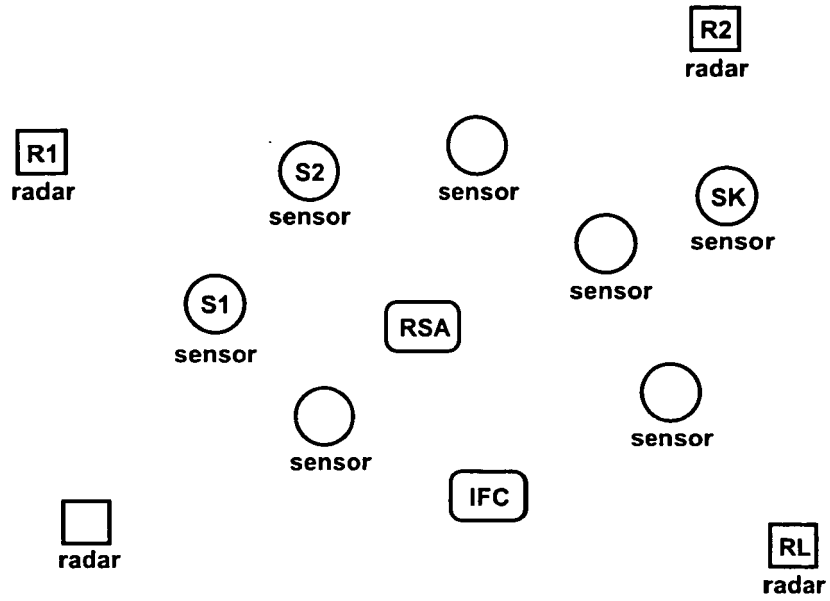 R2
radar
R1
radar
S2
sensor
sensor
SK
sensor
sensor
S1
sensor
RSA
sensor
sensor
IFC
radar
RL
radar